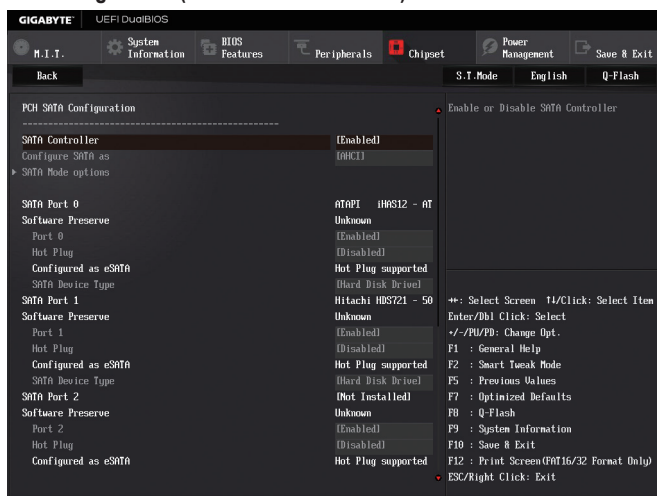 GIGABYTE™ UEFI DualBIOS
M.I.T.
System Information
BIOS Features
Peripherals
Chipset
Power Management
Save & Exit
Back
S.T.Mode English Q-Flash
PCH SATA Configuration
Enable or Disable SATA Controller
SATA Controller [Enabled]
Configure SATA as [AHCI]
SATA Mode options
SATA Port 0 ATAPI iHAS12 - AT
Software Preserve Unknown
Port 0 [Enabled]
Hot Plug [Disabled]
Configured as eSATA Hot Plug supported
SATA Device Type [Hard Disk Drive]
SATA Port 1 Hitachi HDS721 - 50
Software Preserve Unknown
Port 1 [Enabled]
Hot Plug [Disabled]
Configured as eSATA Hot Plug supported
SATA Device Type [Hard Disk Drive]
SATA Port 2 [Not Installed]
Software Preserve Unknown
Port 2 [Enabled]
Hot Plug [Disabled]
Configured as eSATA Hot Plug supported
→←: Select Screen ↑↓/Click: Select Item
Enter/Dbl Click: Select
+/-/PU/PD: Change Opt.
F1 : General Help
F2 : Smart Tweak Mode
F5 : Previous Values
F7 : Optimized Defaults
F8 : Q-Flash
F9 : System Information
F10 : Save & Exit
F12 : Print Screen(FAT16/32 Format Only)
ESC/Right Click: Exit